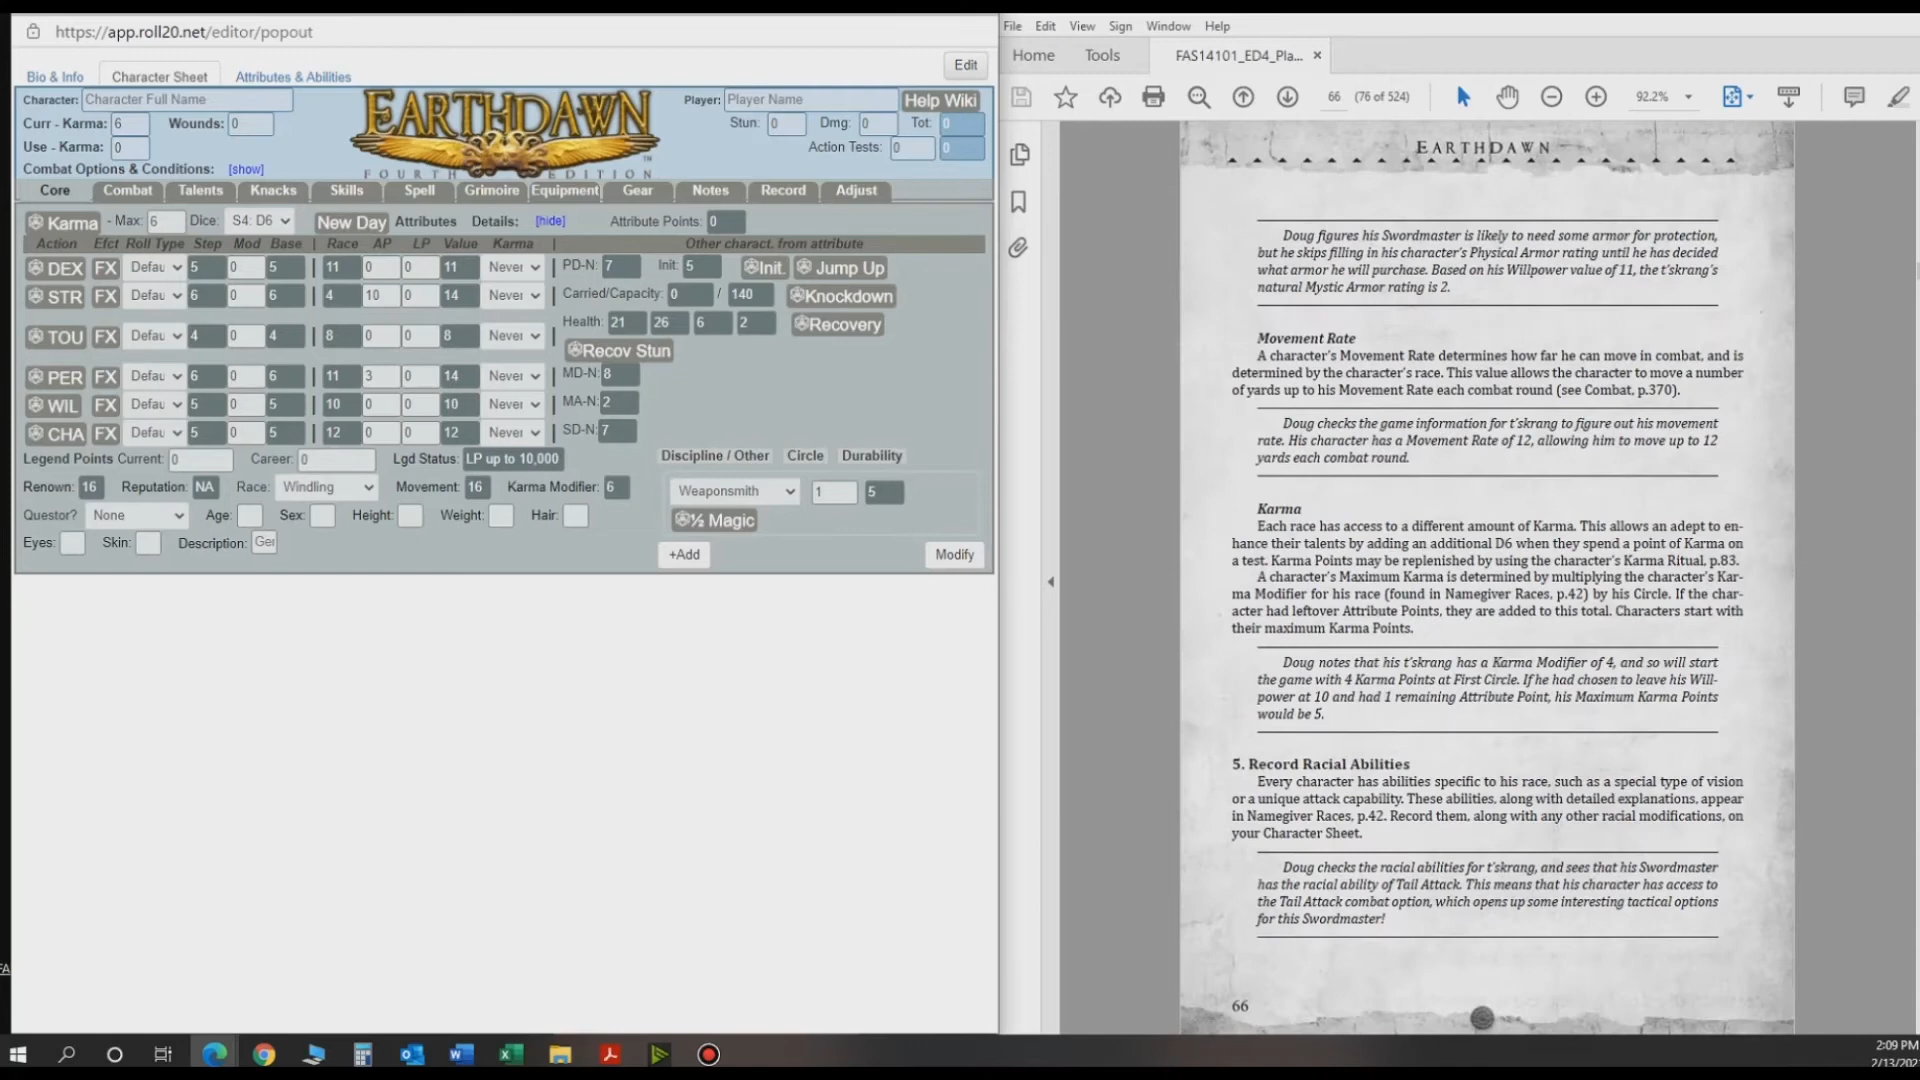 https://app.roll20.net/editor/popout
Bio & Info Character Sheet Attributes & Abilities Edit
Character: Character Full Name EARTHDAWN Player: Player Name Help Wiki
Curr - Karma: 6 Wounds: 0 Stun: 0 Dmg: 0 Tot: 0
Use - Karma: 0 Action Tests: 0 0
Combat Options & Conditions: [show] FOURTH EDITION
Core Combat Talents Knacks Skills Spell Grimoire Equipment Gear Notes Record Adjust
Karma - Max: 6 Dice: S4: D6 New Day Attributes Details: [hide] Attribute Points: 0
Action Efct Roll Type Step Mod Base | Race AP LP Value Karma | Other charact. from attribute
DEX FX Defau 5 0 5 | 11 0 0 11 Never | PD-N: 7 Init: 5 Init. Jump Up
STR FX Defau 6 0 6 | 4 10 0 14 Never | Carried/Capacity: 0 / 140 Knockdown
TOU FX Defau 4 0 4 | 8 0 0 8 Never | Health: 21 26 6 2 Recovery
Recov Stun
PER FX Defau 6 0 6 | 11 3 0 14 Never | MD-N: 8
WIL FX Defau 5 0 5 | 10 0 0 10 Never | MA-N: 2
CHA FX Defau 5 0 5 | 12 0 0 12 Never | SD-N: 7
Legend Points Current: 0 Career: 0 Lgd Status: LP up to 10,000 Discipline / Other Circle Durability
Renown: 16 Reputation: NA Race: Windling Movement: 16 Karma Modifier: 6 Weaponsmith 1 5
Questor? None Age: Sex: Height: Weight: Hair: ½ Magic
Eyes: Skin: Description: Ger
+Add Modify
File Edit View Sign Window Help
Home Tools FAS14101_ED4_Pla... ×
66 (76 of 524) 92.2%
EARTHDAWN
Doug figures his Swordmaster is likely to need some armor for protection,
but he skips filling in his character's Physical Armor rating until he has decided
what armor he will purchase. Based on his Willpower value of 11, the t'skrang's
natural Mystic Armor rating is 2.
Movement Rate
A character's Movement Rate determines how far he can move in combat, and is
determined by the character's race. This value allows the character to move a number
of yards up to his Movement Rate each combat round (see Combat, p.370).
Doug checks the game information for t'skrang to figure out his movement
rate. His character has a Movement Rate of 12, allowing him to move up to 12
yards each combat round.
Karma
Each race has access to a different amount of Karma. This allows an adept to en-
hance their talents by adding an additional D6 when they spend a point of Karma on
a test. Karma Points may be replenished by using the character's Karma Ritual, p.83.
A character's Maximum Karma is determined by multiplying the character's Kar-
ma Modifier for his race (found in Namegiver Races, p.42) by his Circle. If the char-
acter had leftover Attribute Points, they are added to this total. Characters start with
their maximum Karma Points.
Doug notes that his t'skrang has a Karma Modifier of 4, and so will start
the game with 4 Karma Points at First Circle. If he had chosen to leave his Will-
power at 10 and had 1 remaining Attribute Point, his Maximum Karma Points
would be 5.
5. Record Racial Abilities
Every character has abilities specific to his race, such as a special type of vision
or a unique attack capability. These abilities, along with detailed explanations, appear
in Namegiver Races, p.42. Record them, along with any other racial modifications, on
your Character Sheet.
Doug checks the racial abilities for t'skrang, and sees that his Swordmaster
has the racial ability of Tail Attack. This means that his character has access to
the Tail Attack combat option, which opens up some interesting tactical options
for this Swordmaster!
66
2:09 PM